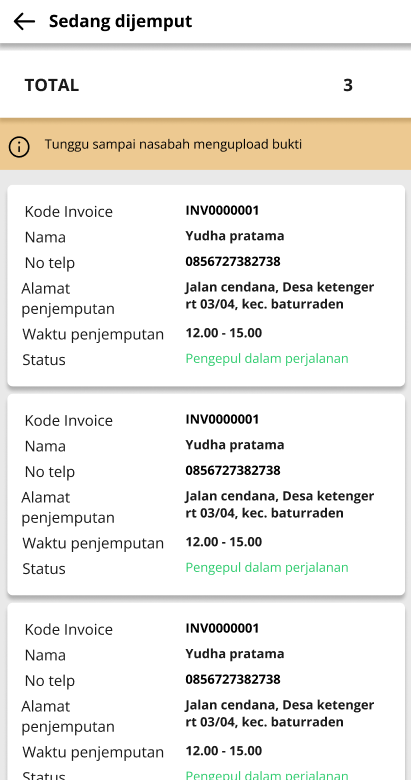 Sedang dijemput
TOTAL 3
Tunggu sampai nasabah mengupload bukti
Kode Invoice INV0000001
Nama Yudha pratama
No telp 0856727382738
Alamat penjemputan Jalan cendana, Desa ketenger
rt 03/04, kec. baturraden
Waktu penjemputan 12.00 - 15.00
Status Pengepul dalam perjalanan
Kode Invoice INV0000001
Nama Yudha pratama
No telp 0856727382738
Alamat penjemputan Jalan cendana, Desa ketenger
rt 03/04, kec. baturraden
Waktu penjemputan 12.00 - 15.00
Status Pengepul dalam perjalanan
Kode Invoice INV0000001
Nama Yudha pratama
No telp 0856727382738
Alamat penjemputan Jalan cendana, Desa ketenger
rt 03/04, kec. baturraden
Waktu penjemputan 12.00 - 15.00
Status Pengepul dalam perjalanan